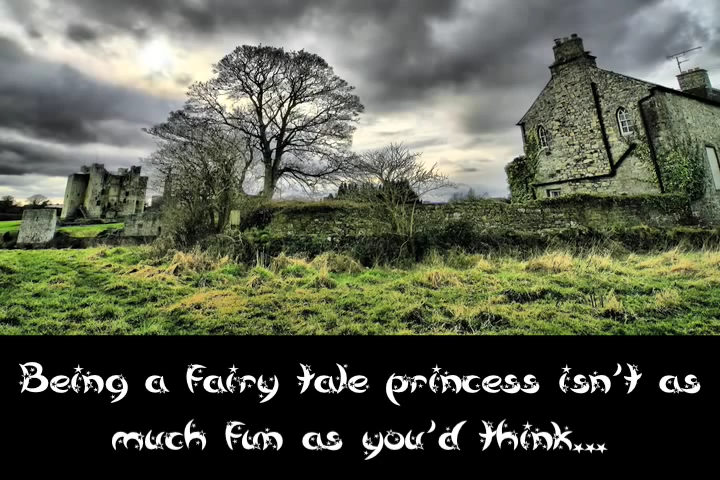 Being a fairy tale princess isn't as
much fun as you'd think...